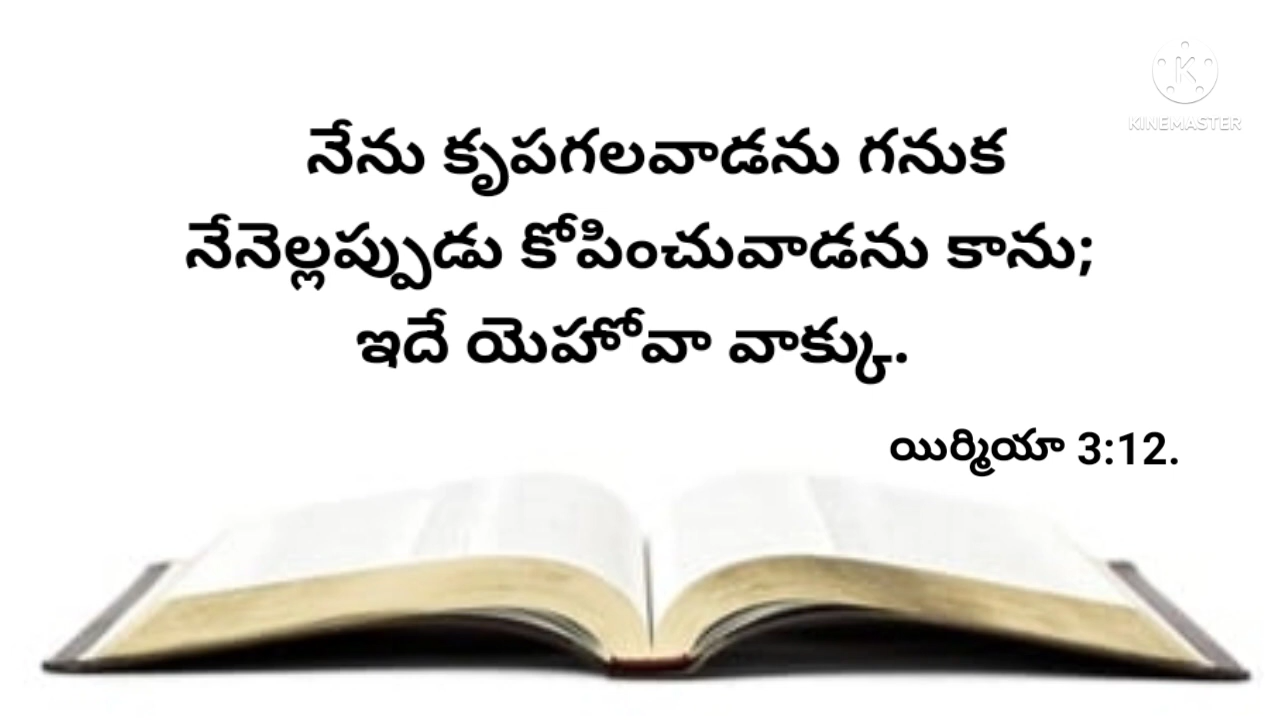 KINEMASTER
నేను కృపగలవాడను గనుక
నేనెల్లప్పుడు కోపించువాడను కాను;
ఇదే యెహోవా వాక్కు.
యిర్మియా 3:12.